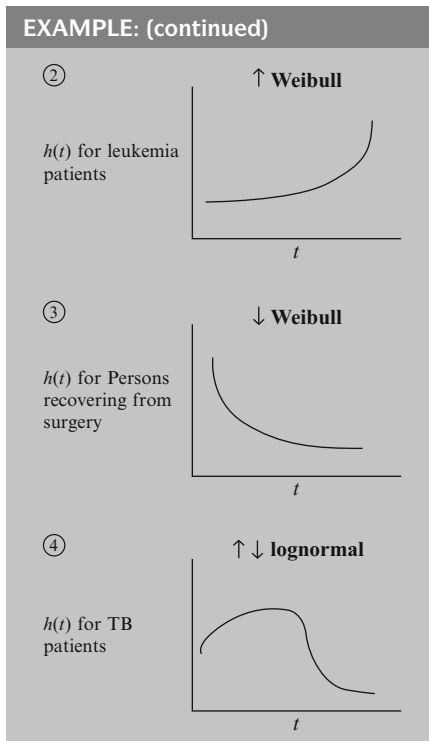 EXAMPLE: (continued)
②
↑ Weibull
h(t) for leukemia
patients
t
③
↓ Weibull
h(t) for Persons
recovering from
surgery
t
④
↑ ↓ lognormal
h(t) for TB
patients
t